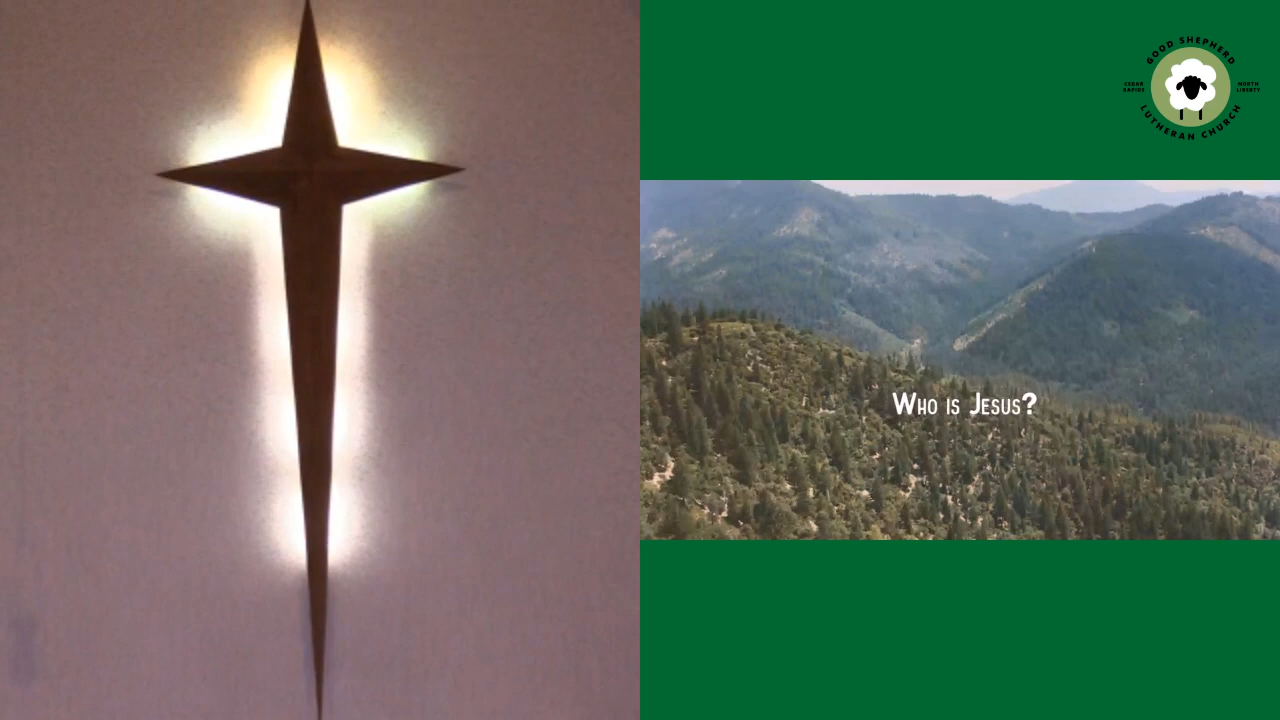 GOOD SHEPHERD
CEDAR RAPIDS
NORTH LIBERTY
LUTHERAN CHURCH
Who is Jesus?